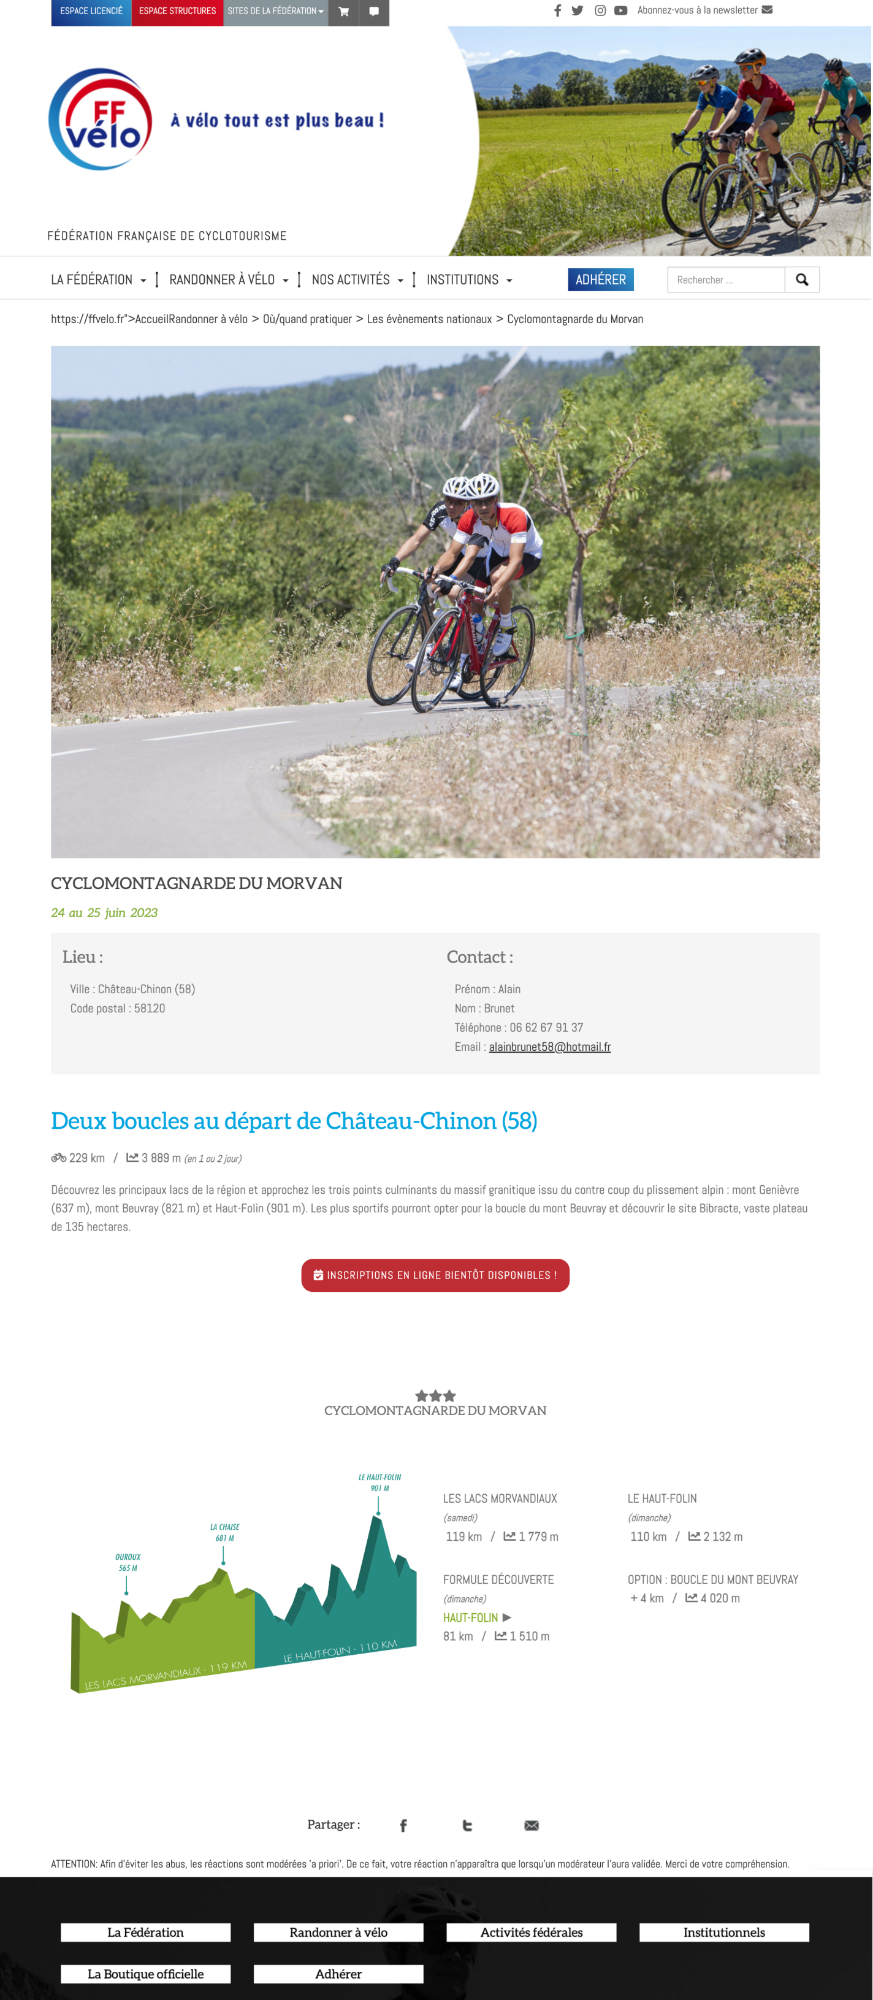 ESPACE LICENCIÉ ESPACE STRUCTURES SITES DE LA FÉDÉRATION
Abonnez-vous à la newsletter
FF
vélo
À vélo tout est plus beau !
FÉDÉRATION FRANÇAISE DE CYCLOTOURISME
LA FÉDÉRATION RANDONNER À VÉLO NOS ACTIVITÉS INSTITUTIONS ADHÉRER Rechercher ...
https://ffvelo.fr">AccueilRandonner à vélo > Où/quand pratiquer > Les évènements nationaux > Cyclomontagnarde du Morvan
CYCLOMONTAGNARDE DU MORVAN
24 au 25 juin 2023
Lieu :
Ville : Château-Chinon (58)
Code postal : 58120
Contact :
Prénom : Alain
Nom : Brunet
Téléphone : 06 62 67 91 37
Email : alainbrunet58@hotmail.fr
Deux boucles au départ de Château-Chinon (58)
229 km / 3 889 m (en 1 ou 2 jour)
Découvrez les principaux lacs de la région et approchez les trois points culminants du massif granitique issu du contre coup du plissement alpin : mont Genièvre
(637 m), mont Beuvray (821 m) et Haut-Folin (901 m). Les plus sportifs pourront opter pour la boucle du mont Beuvray et découvrir le site Bibracte, vaste plateau
de 135 hectares.
INSCRIPTIONS EN LIGNE BIENTÔT DISPONIBLES !
CYCLOMONTAGNARDE DU MORVAN
LE HAUT-FOLIN
901 M
LA CHAISE
681 M
OUROUX
565 M
LES LACS MORVANDIAUX - 119 KM
LE HAUT-FOLIN - 110 KM
LES LACS MORVANDIAUX
(samedi)
119 km / 1 779 m
LE HAUT-FOLIN
(dimanche)
110 km / 2 132 m
FORMULE DÉCOUVERTE
(dimanche)
HAUT-FOLIN ►
81 km / 1 510 m
OPTION : BOUCLE DU MONT BEUVRAY
+ 4 km / 4 020 m
Partager :
ATTENTION: Afin d'éviter les abus, les réactions sont modérées 'a priori'. De ce fait, votre réaction n'apparaîtra que lorsqu'un modérateur l'aura validée. Merci de votre compréhension.
La Fédération Randonner à vélo Activités fédérales Institutionnels
La Boutique officielle Adhérer